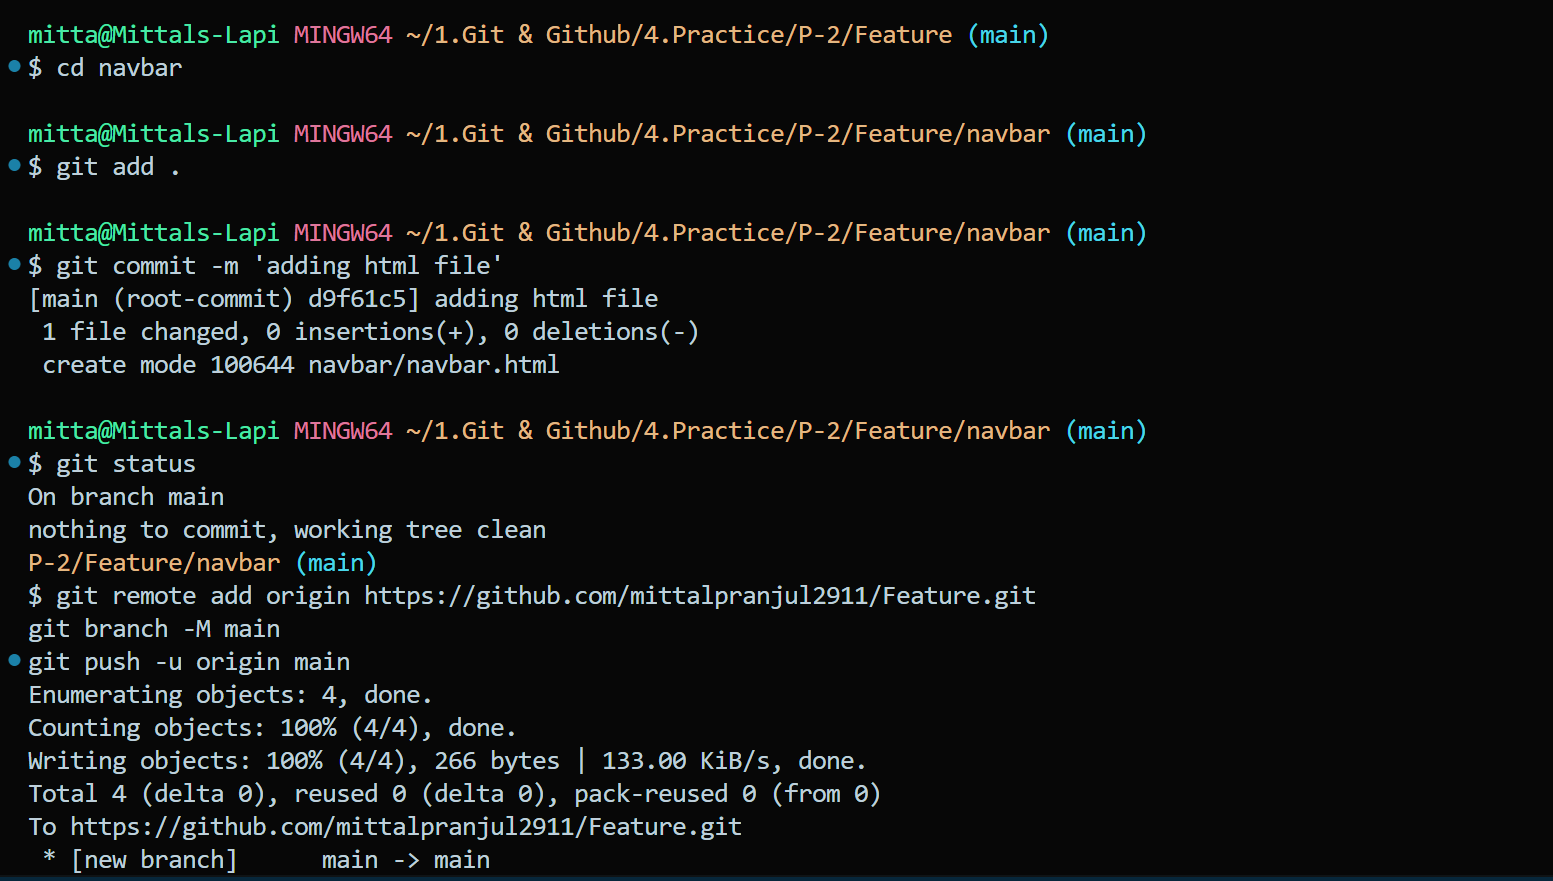 mitta@Mittals-Lapi MINGW64 ~/1.Git & Github/4.Practice/P-2/Feature (main)
$ cd navbar
mitta@Mittals-Lapi MINGW64 ~/1.Git & Github/4.Practice/P-2/Feature/navbar (main)
$ git add .
mitta@Mittals-Lapi MINGW64 ~/1.Git & Github/4.Practice/P-2/Feature/navbar (main)
$ git commit -m 'adding html file'
[main (root-commit) d9f61c5] adding html file
 1 file changed, 0 insertions(+), 0 deletions(-)
 create mode 100644 navbar/navbar.html
mitta@Mittals-Lapi MINGW64 ~/1.Git & Github/4.Practice/P-2/Feature/navbar (main)
$ git status
On branch main
nothing to commit, working tree clean
P-2/Feature/navbar (main)
$ git remote add origin https://github.com/mittalpranjul2911/Feature.git
git branch -M main
git push -u origin main
Enumerating objects: 4, done.
Counting objects: 100% (4/4), done.
Writing objects: 100% (4/4), 266 bytes | 133.00 KiB/s, done.
Total 4 (delta 0), reused 0 (delta 0), pack-reused 0 (from 0)
To https://github.com/mittalpranjul2911/Feature.git
 * [new branch]      main -> main